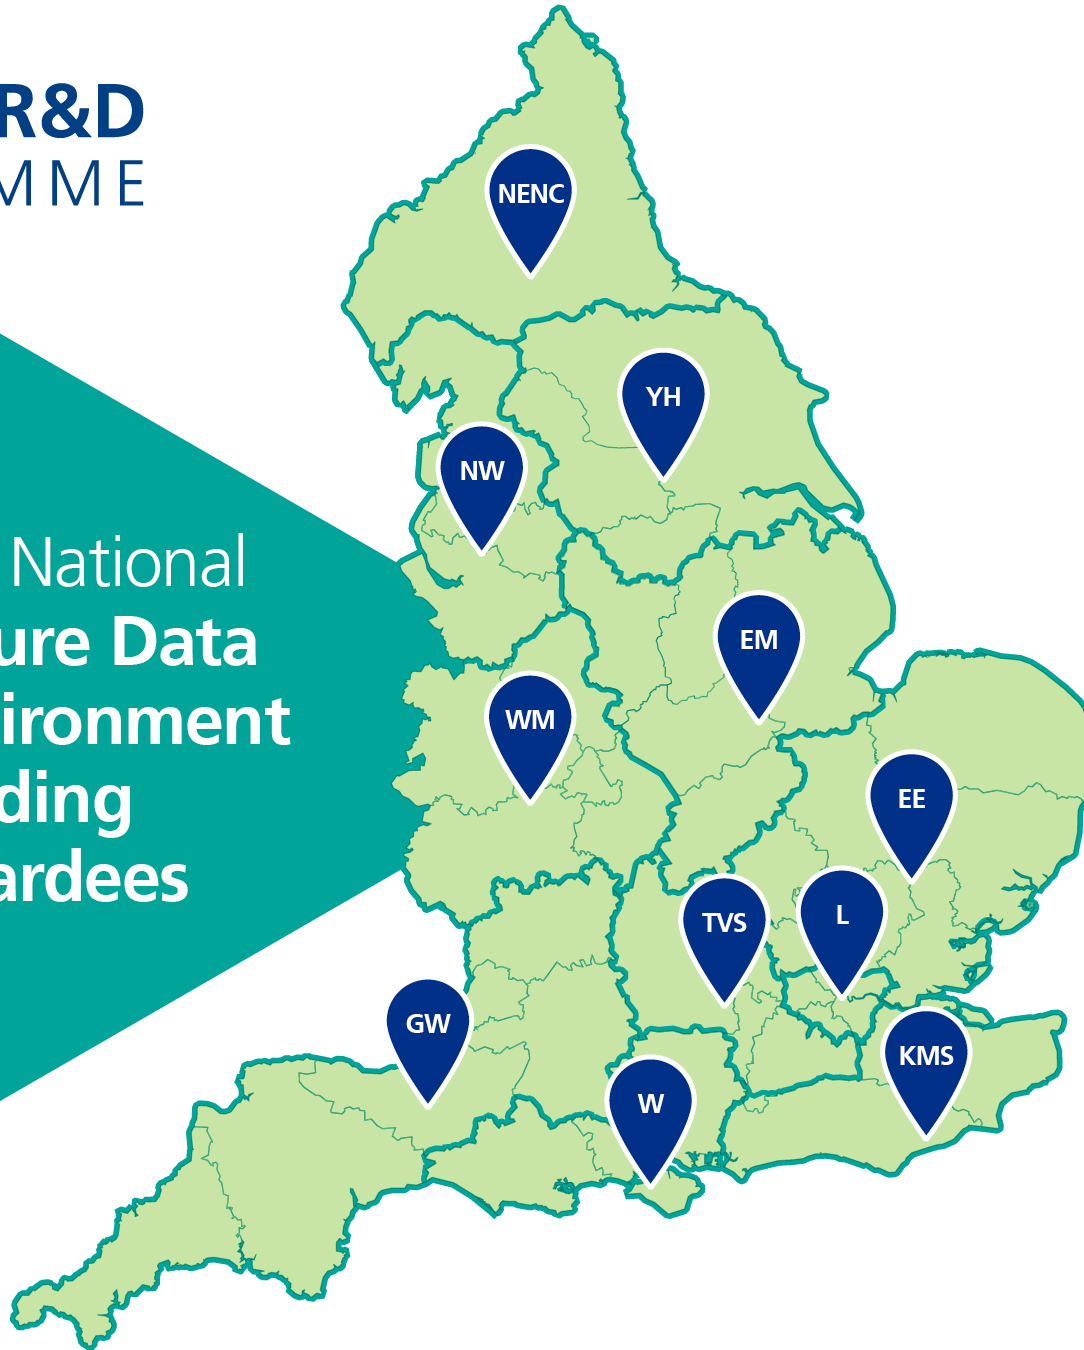 R&D
MME
NENC
YH
NW
National
ure Data
EM
ironment
WM
ding
EE
ardees
L
TVS
GW
KMS
W